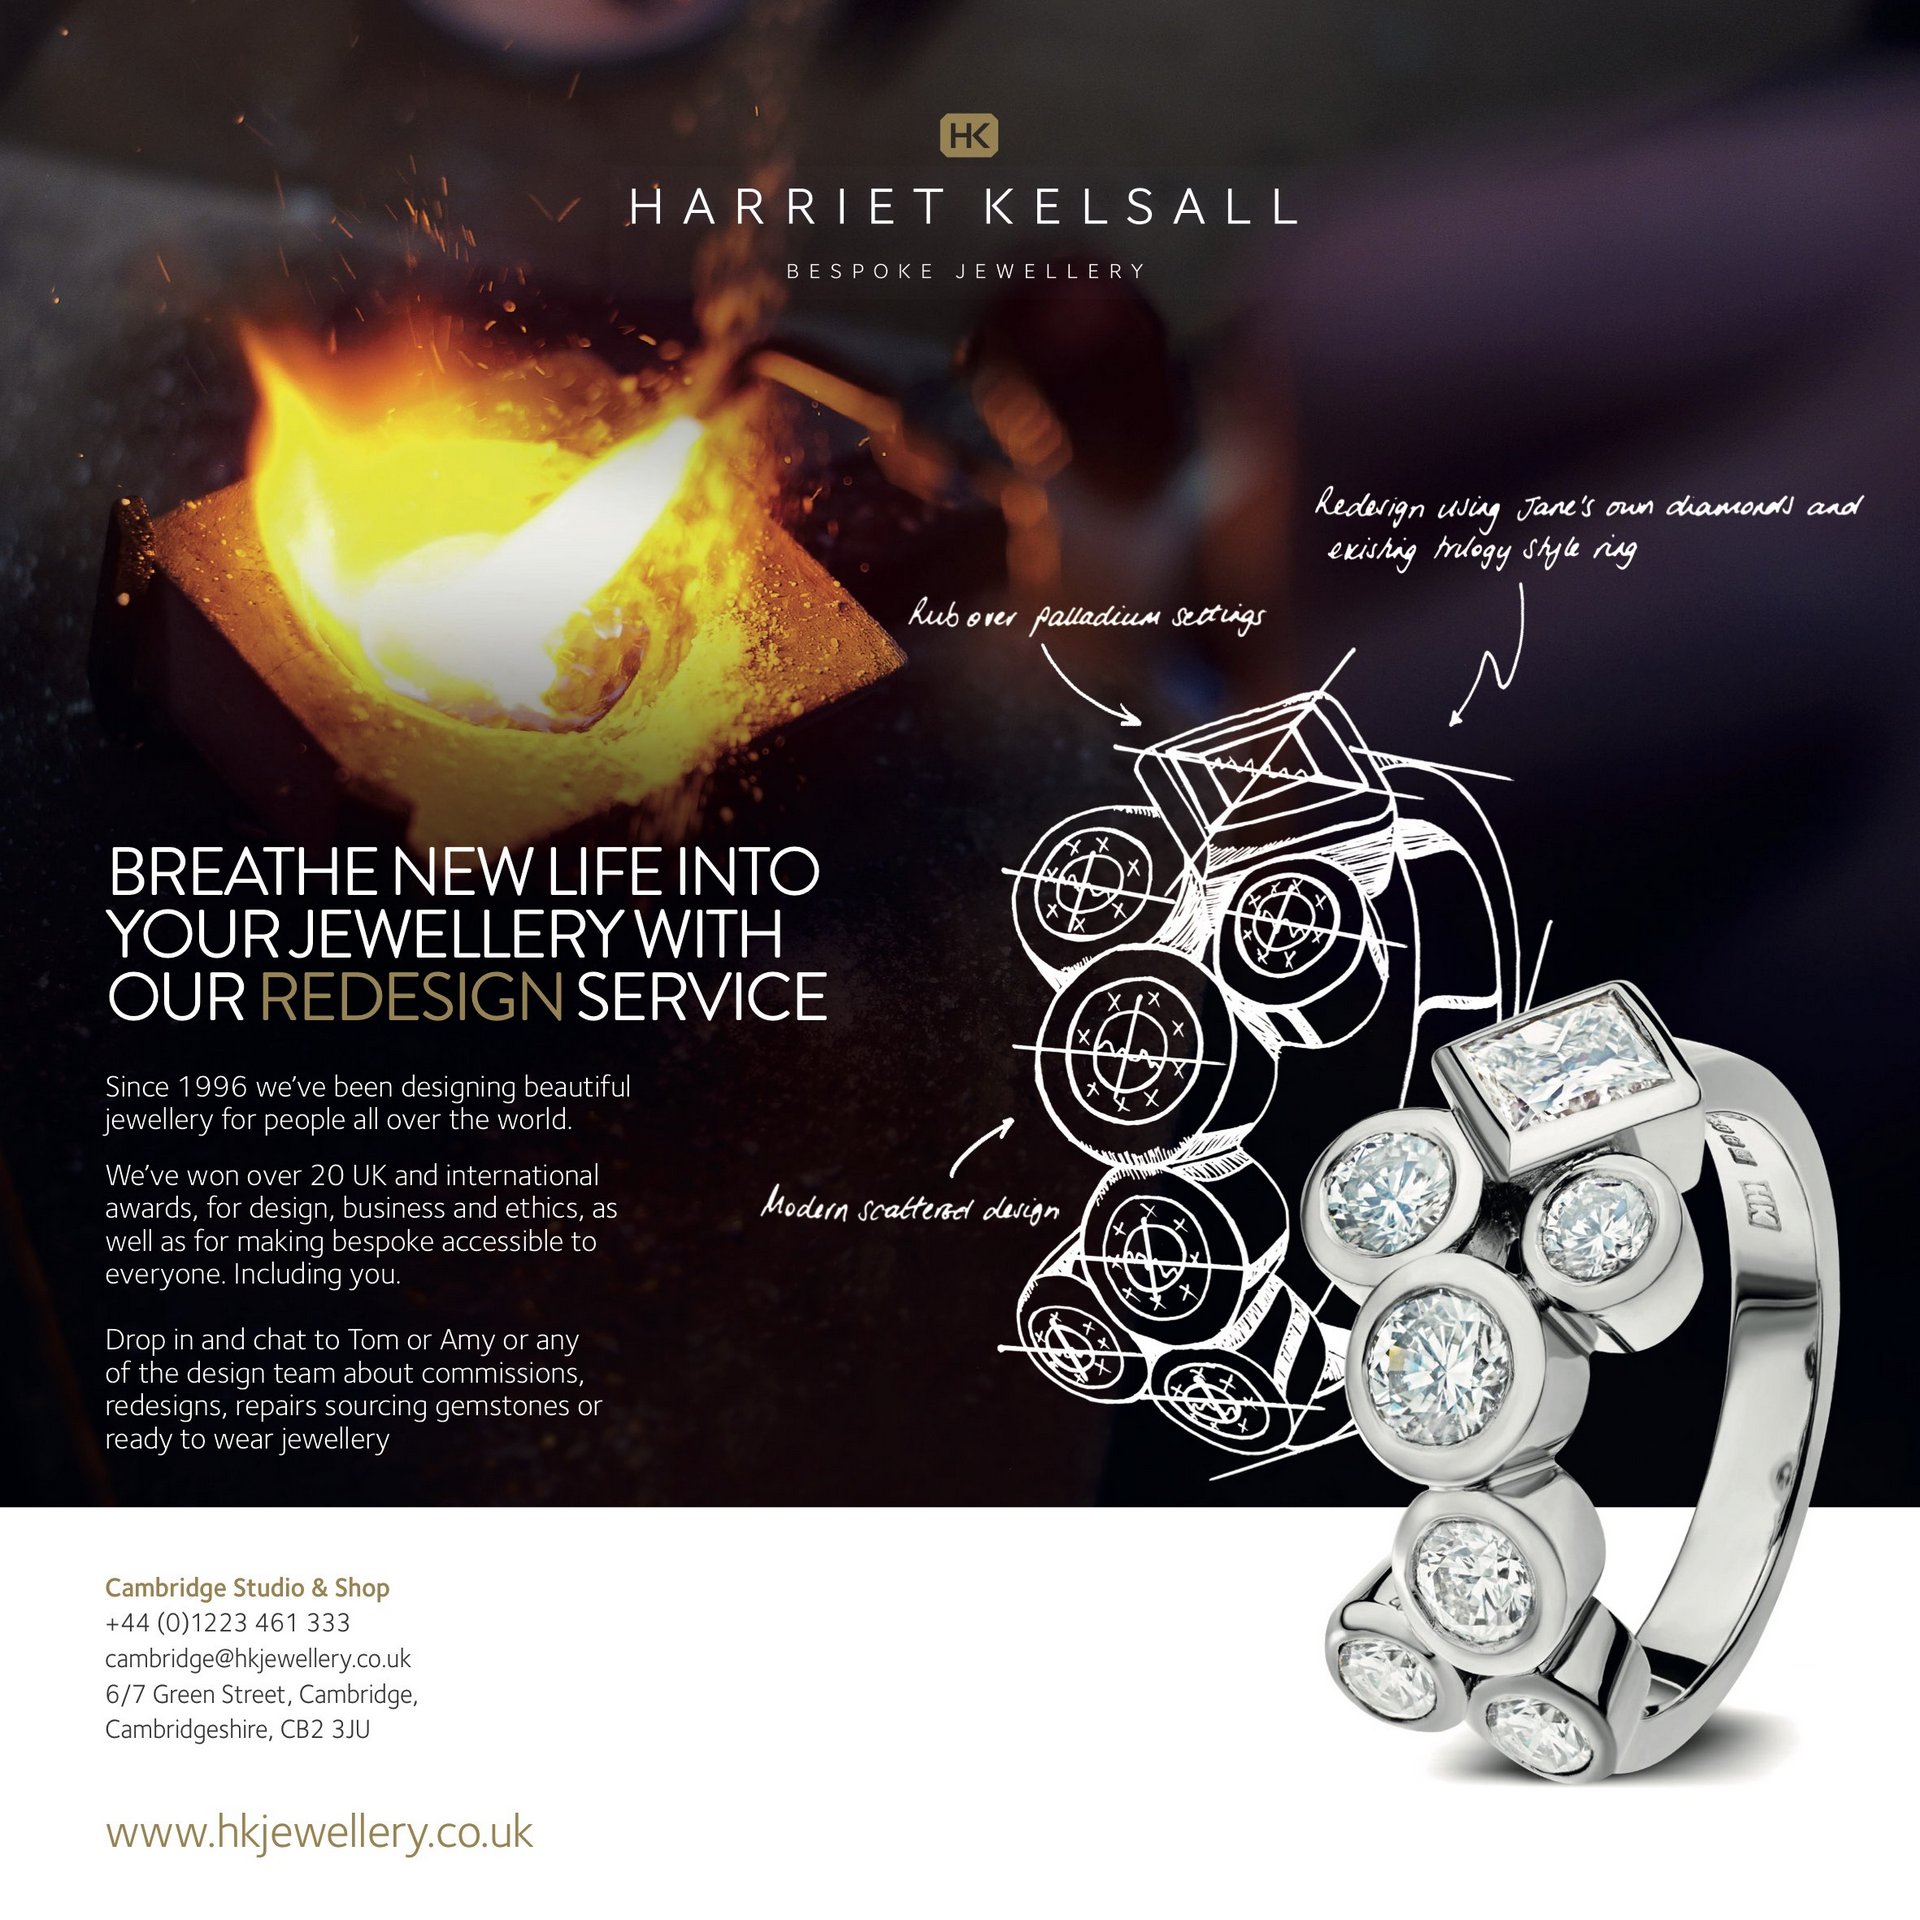 HK
HARRIET KELSALL
BESPOKE JEWELLERY
Redesign using Jane's own diamonds and
existing trilogy style ring
Rub over palladium settings
BREATHE NEW LIFE INTO
YOUR JEWELLERY WITH
OUR REDESIGN SERVICE
Since 1996 we've been designing beautiful
jewellery for people all over the world.
We've won over 20 UK and international
awards, for design, business and ethics, as
well as for making bespoke accessible to
everyone. Including you.
Modern scattered design
Drop in and chat to Tom or Amy or any
of the design team about commissions,
redesigns, repairs sourcing gemstones or
ready to wear jewellery
HK
Cambridge Studio & Shop
+44 (0)1223 461 333
cambridge@hkjewellery.co.uk
6/7 Green Street, Cambridge,
Cambridgeshire, CB2 3JU
www.hkjewellery.co.uk